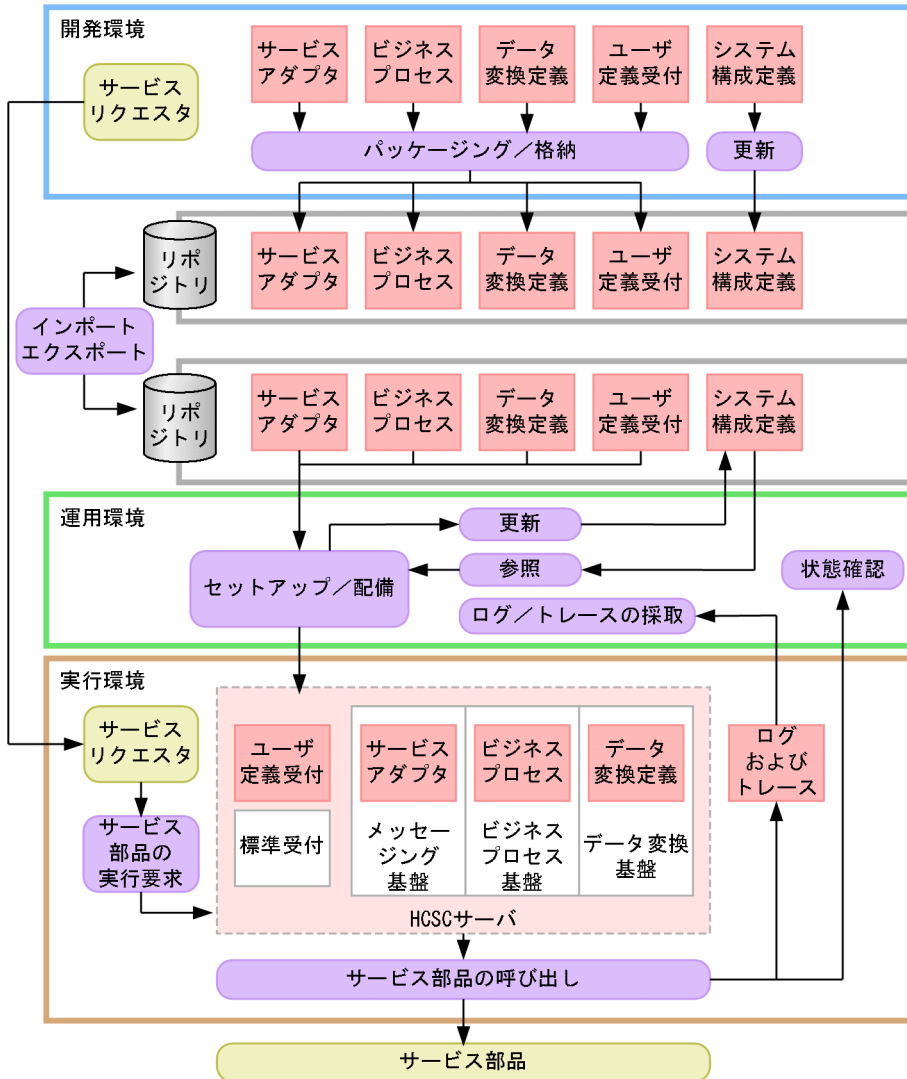 開発環境
サービス
リクエスタ
サービス
アダプタ
ビジネス
プロセス
データ
変換定義
ユーザ
定義受付
システム
構成定義
パッケージング／格納
更新
リポ
ジトリ
サービス
アダプタ
ビジネス
プロセス
データ
変換定義
ユーザ
定義受付
システム
構成定義
インポート
エクスポート
リポ
ジトリ
サービス
アダプタ
ビジネス
プロセス
データ
変換定義
ユーザ
定義受付
システム
構成定義
運用環境
更新
セットアップ／配備
参照
状態確認
ログ／トレースの採取
実行環境
サービス
リクエスタ
サービス
部品の
実行要求
ユーザ
定義受付
標準受付
サービス
アダプタ
メッセー
ジング
基盤
ビジネス
プロセス
ビジネス
プロセス
基盤
データ
変換定義
データ変換
基盤
HCSCサーバ
ログ
および
トレース
サービス部品の呼び出し
サービス部品